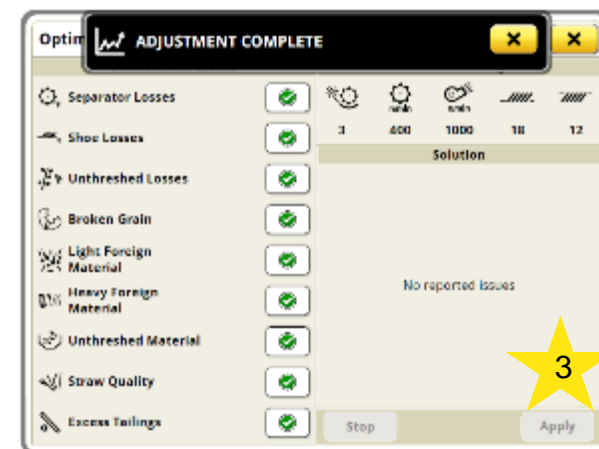 Optim
ADJUSTMENT COMPLETE
Separator Losses
Shoe Losses
Unthreshed Losses
Broken Grain
Light Foreign
Material
Heavy Foreign
Material
Unthreshed Material
Straw Quality
Excess Tailings
3 400 1000 18 12
Solution
No reported issues
3
Stop
Apply